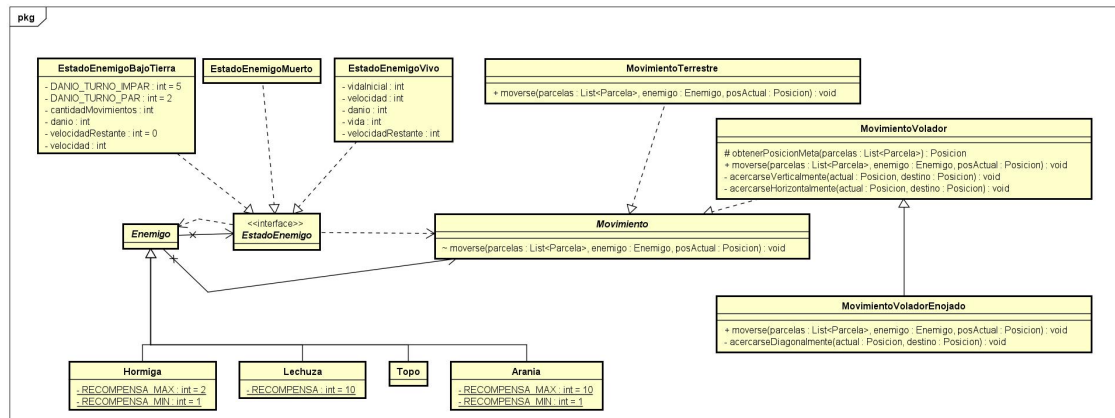 pkg
EstadoEnemigoBajoTierra
- DANIO_TURNO_IMPAR : int = 5
- DANIO_TURNO_PAR : int = 2
- cantidadMovimientos : int
- danio : int
- velocidadRestante : int = 0
- velocidad : int
EstadoEnemigoMuerto
EstadoEnemigoVivo
- vidaInicial : int
- velocidad : int
- danio : int
- vida : int
- velocidadRestante : int
MovimientoTerrestre
+ moverse(parcelas : List<Parcela>, enemigo : Enemigo, posActual : Posicion) : void
MovimientoVolador
# obtenerPosicionMeta(parcelas : List<Parcela>) : Posicion
+ moverse(parcelas : List<Parcela>, enemigo : Enemigo, posActual : Posicion) : void
- acercarseVerticalmente(actual : Posicion, destino : Posicion) : void
- acercarseHorizontalmente(actual : Posicion, destino : Posicion) : void
Enemigo
<<interface>>
EstadoEnemigo
Movimiento
~ moverse(parcelas : List<Parcela>, enemigo : Enemigo, posActual : Posicion) : void
MovimientoVoladorEnojado
+ moverse(parcelas : List<Parcela>, enemigo : Enemigo, posActual : Posicion) : void
- acercarseDiagonalmente(actual : Posicion, destino : Posicion) : void
Hormiga
- RECOMPENSA_MAX : int = 2
- RECOMPENSA_MIN : int = 1
Lechuza
- RECOMPENSA : int = 10
Topo
Arania
- RECOMPENSA_MAX : int = 10
- RECOMPENSA_MIN : int = 1